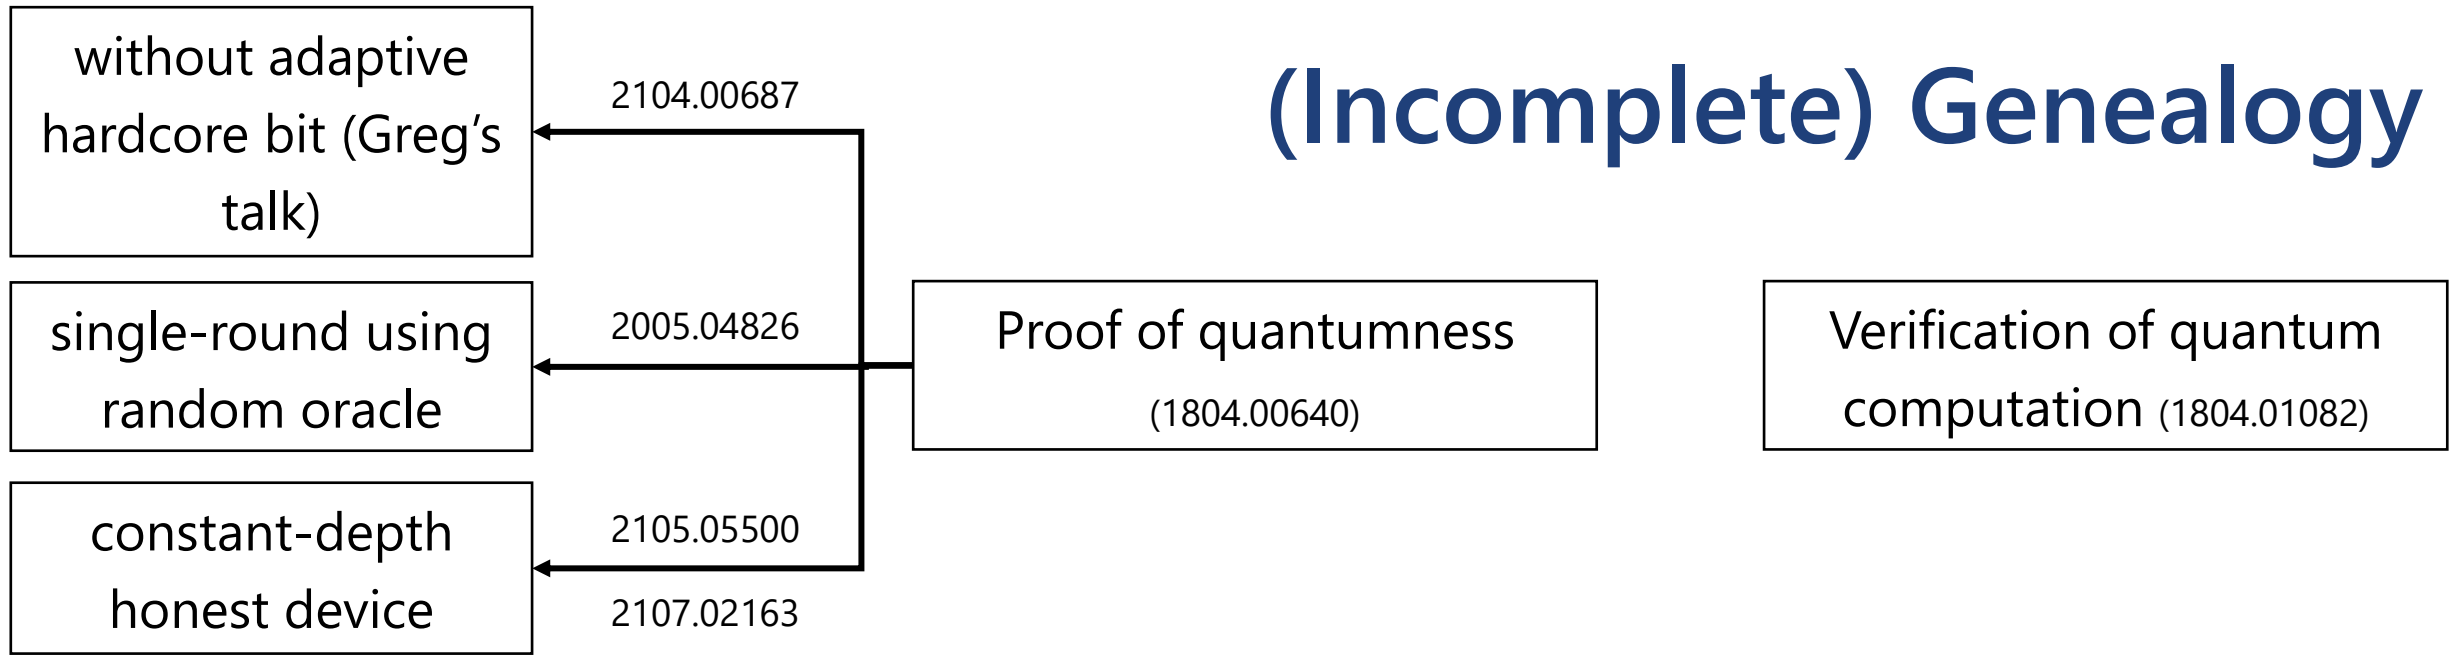 (Incomplete) Genealogy
without adaptive
hardcore bit (Greg‘s
talk)
2104.00687
single-round using
random oracle
2005.04826
constant-depth
honest device
2105.05500
2107.02163
Proof of quantumness
(1804.00640)
Verification of quantum
computation (1804.01082)